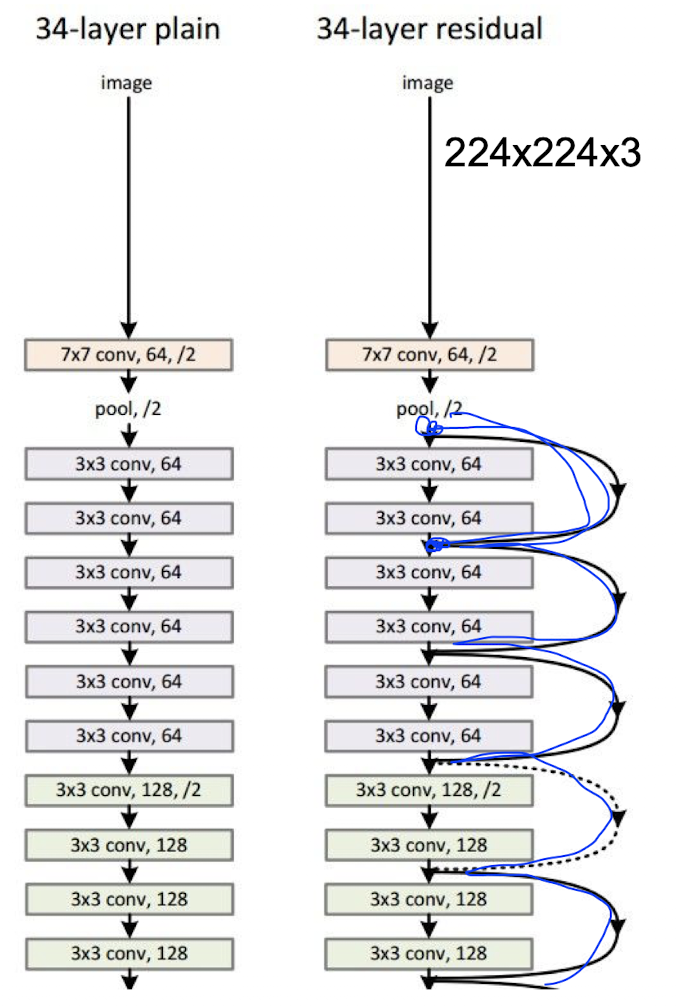 34-layer plain
34-layer residual
image
image
224x224x3
7x7 conv, 64, /2
7x7 conv, 64, /2
pool, /2
pool, /2
3x3 conv, 64
3x3 conv, 64
3x3 conv, 64
3x3 conv, 64
3x3 conv, 64
3x3 conv, 64
3x3 conv, 64
3x3 conv, 64
3x3 conv, 64
3x3 conv, 64
3x3 conv, 64
3x3 conv, 64
3x3 conv, 128, /2
3x3 conv, 128, /2
3x3 conv, 128
3x3 conv, 128
3x3 conv, 128
3x3 conv, 128
3x3 conv, 128
3x3 conv, 128